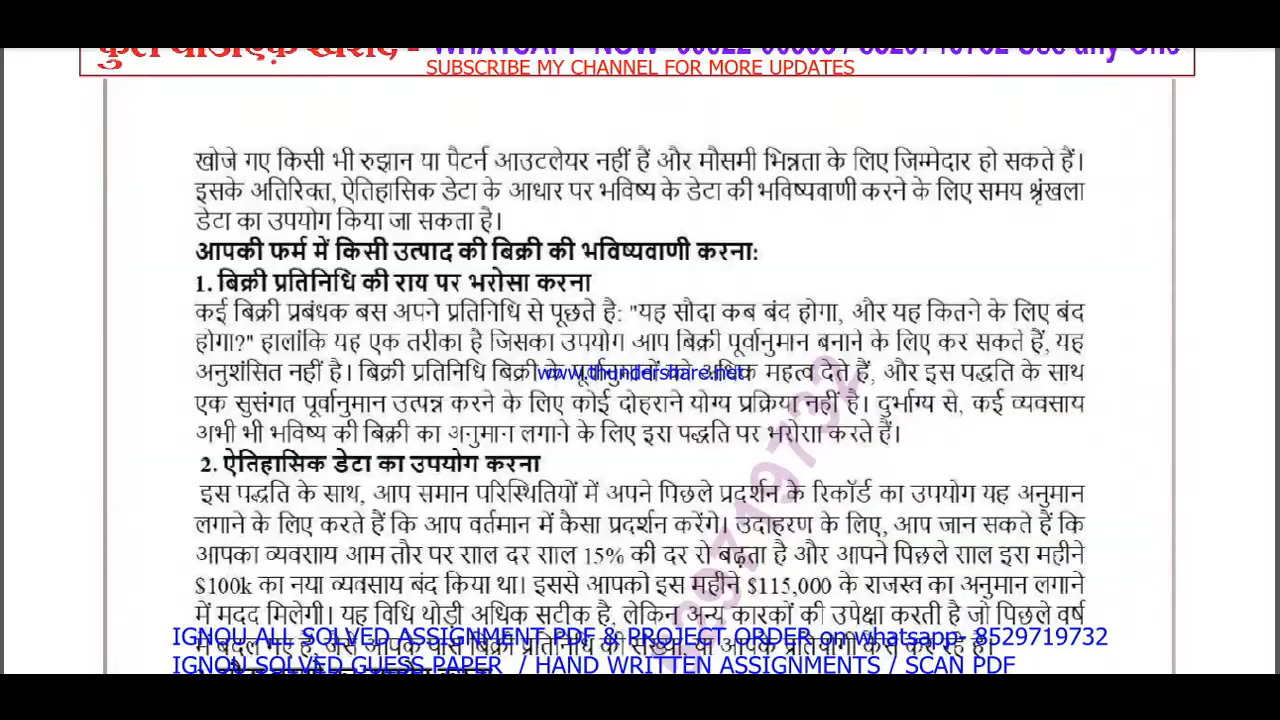 SUBSCRIBE MY CHANNEL FOR MORE UPDATES
खोजे गए किसी भी रुझान या पैटर्न आउटलेयर नहीं हैं और मौसमी भिन्नता के लिए जिम्मेदार हो सकते हैं।
इसके अतिरिक्त, ऐतिहासिक डेटा के आधार पर भविष्य के डेटा की भविष्यवाणी करने के लिए समय श्रृंखला
डेटा का उपयोग किया जा सकता है।
आपकी फर्म में किसी उत्पाद की बिक्री की भविष्यवाणी करना:
1. बिक्री प्रतिनिधि की राय पर भरोसा करना
कई बिक्री प्रबंधक बस अपने प्रतिनिधि से पूछते है: "यह सौदा कब बंद होगा, और यह कितने के लिए बंद
होगा?" हालांकि यह एक तरीका है जिसका उपयोग आप बिक्री पूर्वानुमान बनाने के लिए कर सकते हैं, यह
अनुशंसित नहीं है। बिक्री प्रतिनिधि बिक्री के पूर्वानुमानों को अधिक महत्व देते हैं, और इस पद्धति के साथ
www.thundershare.net
एक सुसंगत पूर्वानुमान उत्पन्न करने के लिए कोई दोहराने योग्य प्रक्रिया नहीं है। दुर्भाग्य से, कई व्यवसाय
अभी भी भविष्य की बिक्री का अनुमान लगाने के लिए इस पद्धति पर भरोसा करते हैं।
2. ऐतिहासिक डेटा का उपयोग करना
इस पद्धति के साथ, आप समान परिस्थितियों में अपने पिछले प्रदर्शन के रिकॉर्ड का उपयोग यह अनुमान
लगाने के लिए करते हैं कि आप वर्तमान में कैसा प्रदर्शन करेंगे। उदाहरण के लिए, आप जान सकते हैं कि
आपका व्यवसाय आम तौर पर साल दर साल 15% की दर से बढ़ता है और आपने पिछले साल इस महीने
$100k का नया व्यवसाय बंद किया था। इससे आपको इस महीने $115,000 के राजस्व का अनुमान लगाने
में मदद मिलेगी। यह विधि थोड़ी अधिक सटीक है, लेकिन अन्य कारकों की उपेक्षा करती है जो पिछले वर्ष
में बदल गए है, जैसे आपके पास बिक्री प्रतिनिधि की संख्या, या आपके प्रतियोगी कैसे कर रहे हैं।
IGNOU ALL SOLVED ASSIGNMENT PDF & PROJECT ORDER on whatsapp- 8529719732
IGNOU SOLVED GUESS PAPER / HAND WRITTEN ASSIGNMENTS / SCAN PDF